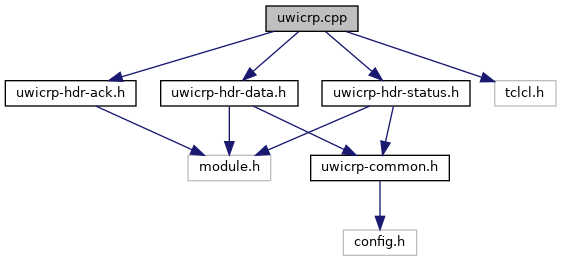 uwicrp.cpp
uwicrp-hdr-ack.h
uwicrp-hdr-data.h
uwicrp-hdr-status.h
tclcl.h
module.h
uwicrp-common.h
config.h